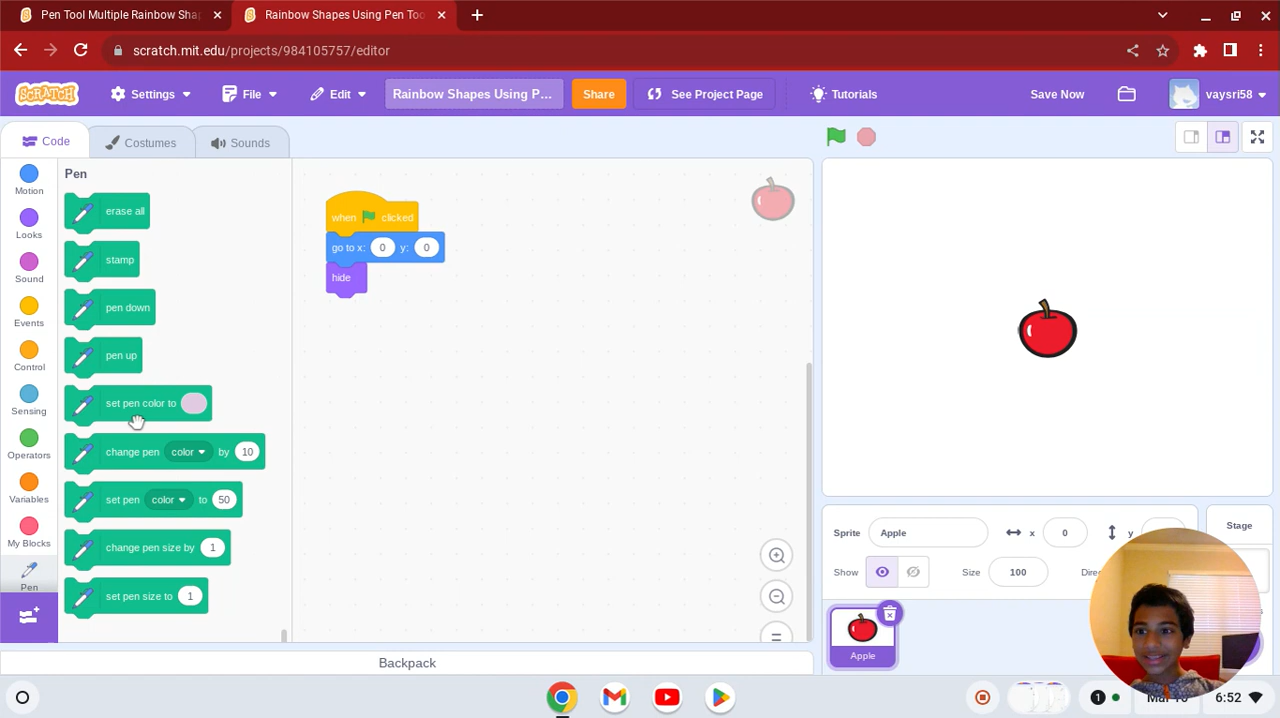 Pen Tool Multiple Rainbow Sha
Rainbow Shapes Using Pen Too
scratch.mit.edu/projects/984105757/editor
SCRATCH Settings File Edit Rainbow Shapes Using P... Share See Project Page Tutorials Save Now vaysri58
Code Costumes Sounds
Motion
Looks
Sound
Events
Control
Sensing
Operators
Variables
My Blocks
Pen
Pen
erase all
stamp
pen down
pen up
set pen color to
change pen color by 10
set pen color to 50
change pen size by 1
set pen size to 1
when clicked
go to x: 0 y: 0
hide
Sprite Apple x 0 y
Show Size 100 Direc
Apple
Stage
Backpack
1
6:52